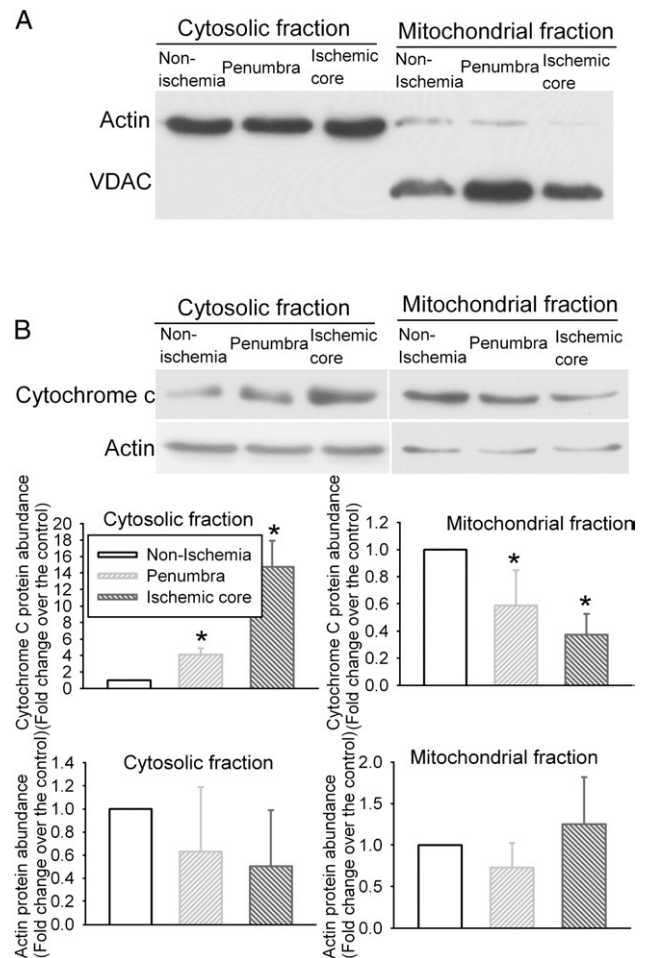 A
Cytosolic fraction
Mitochondrial fraction
Non-
ischemia
Penumbra
Ischemic
core
Non-
Ischemia
Penumbra
Ischemic
core
Actin
VDAC
B
Cytosolic fraction
Mitochondrial fraction
Non-
ischemia
Penumbra
Ischemic
core
Non-
Ischemia
Penumbra
Ischemic
core
Cytochrome c
Actin
Cytochrome C protein abundance
(Fold change over the control)
20
18
16
14
12
10
8
6
4
2
0
Cytosolic fraction
Non-Ischemia
Penumbra
Ischemic core
*
*
Cytochrome C protein abundance
(Fold change over the control)
1.2
1.0
0.8
0.6
0.4
0.2
0.0
Mitochondrial fraction
*
*
Actin protein abundance
(Fold change over the control)
1.4
1.2
1.0
0.8
0.6
0.4
0.2
0.0
Cytosolic fraction
Actin protein abundance
(Fold change over the control)
2.0
1.5
1.0
0.5
0.0
Mitochondrial fraction